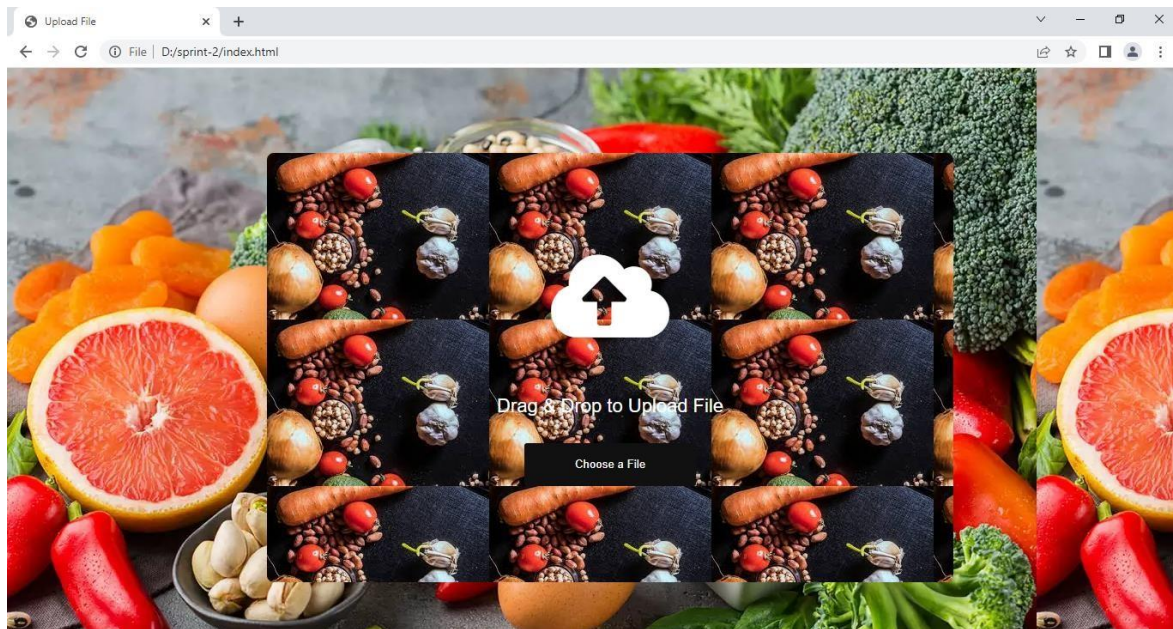 Upload File
File | D:/sprint-2/index.html
Drag & Drop to Upload File
Choose a File